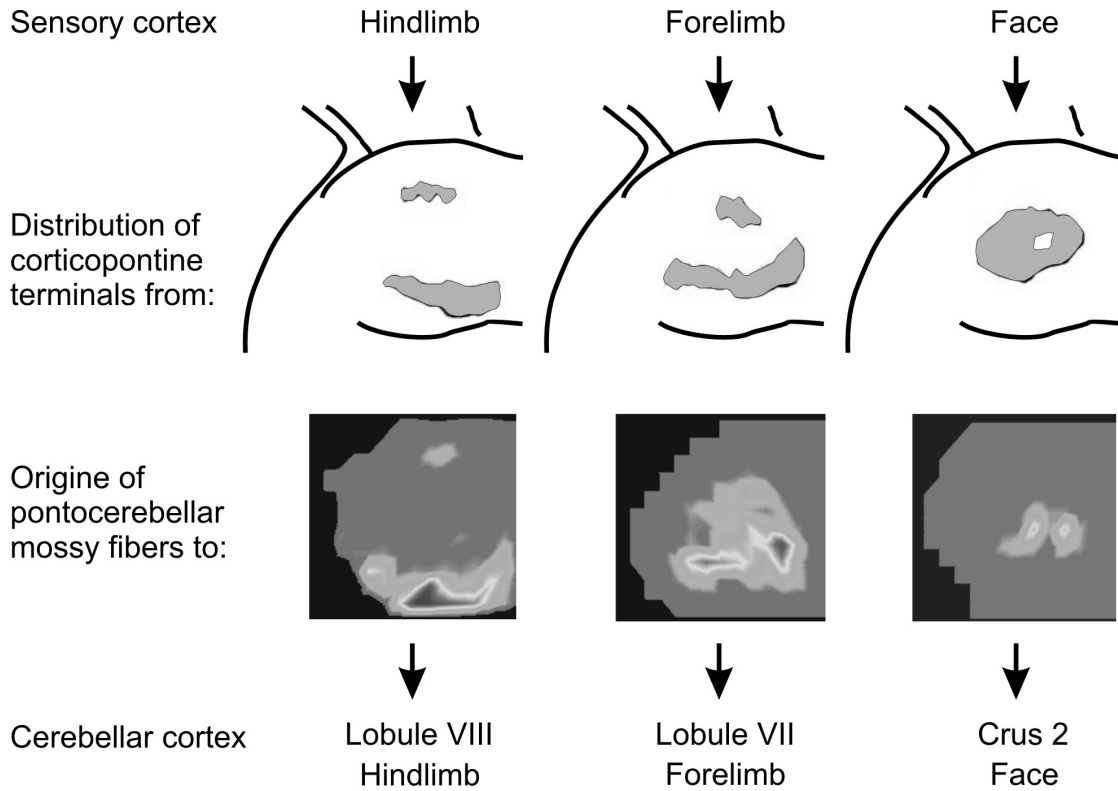 Sensory cortex Hindlimb Forelimb Face
Distribution of
corticopontine
terminals from:
Origine of
pontocerebellar
mossy fibers to:
Cerebellar cortex Lobule VIII Lobule VII Crus 2
Hindlimb Forelimb Face